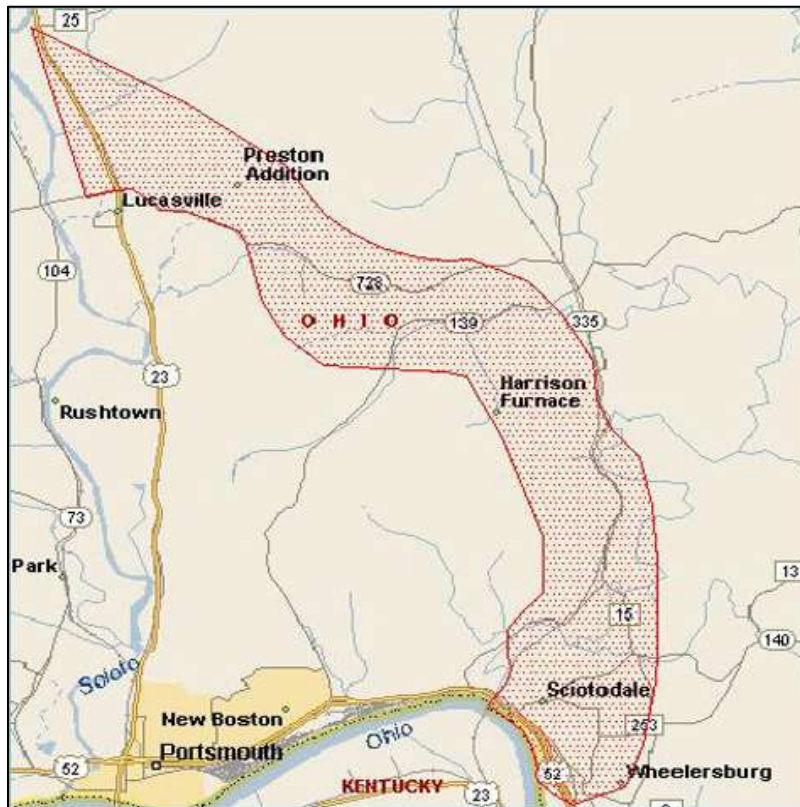 25
Preston
Addition
Lucasville
104
728
OHIO
139
335
23
Harrison
Furnace
Rushtown
73
Park
13
15
140
Scioto
Sciotodale
New Boston
253
Ohio
Portsmouth
52
52
Wheelersburg
KENTUCKY
23